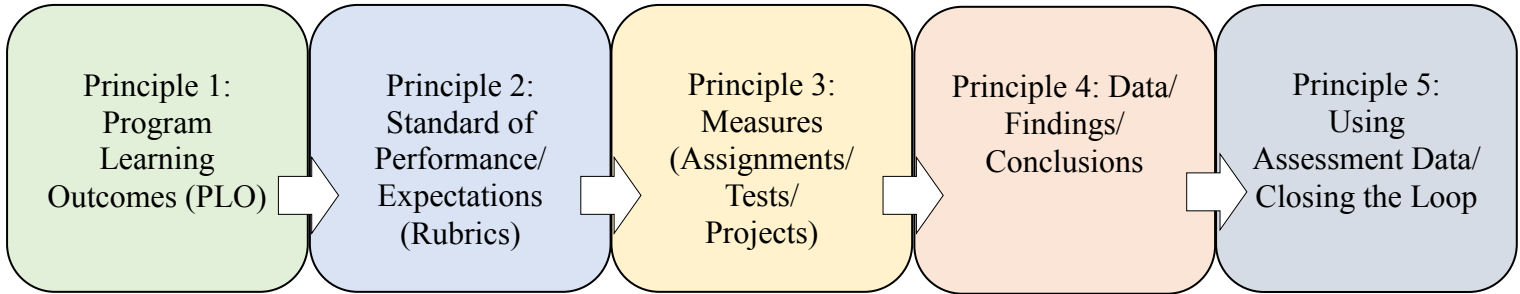 Principle 1:
Program
Learning
Outcomes (PLO)
Principle 2:
Standard of
Performance/
Expectations
(Rubrics)
Principle 3:
Measures
(Assignments/
Tests/
Projects)
Principle 4: Data/
Findings/
Conclusions
Principle 5:
Using
Assessment Data/
Closing the Loop